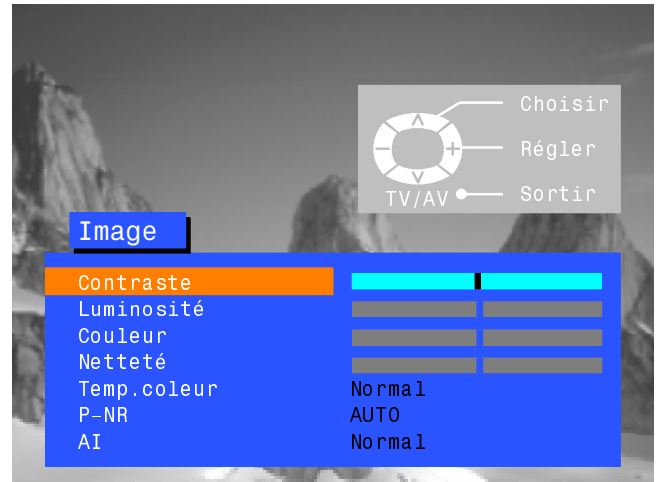 Choisir
Régler
TV/AV Sortir
Image
Contraste
Luminosité
Couleur
Netteté
Temp.coleur Normal
P–NR AUTO
AI Normal